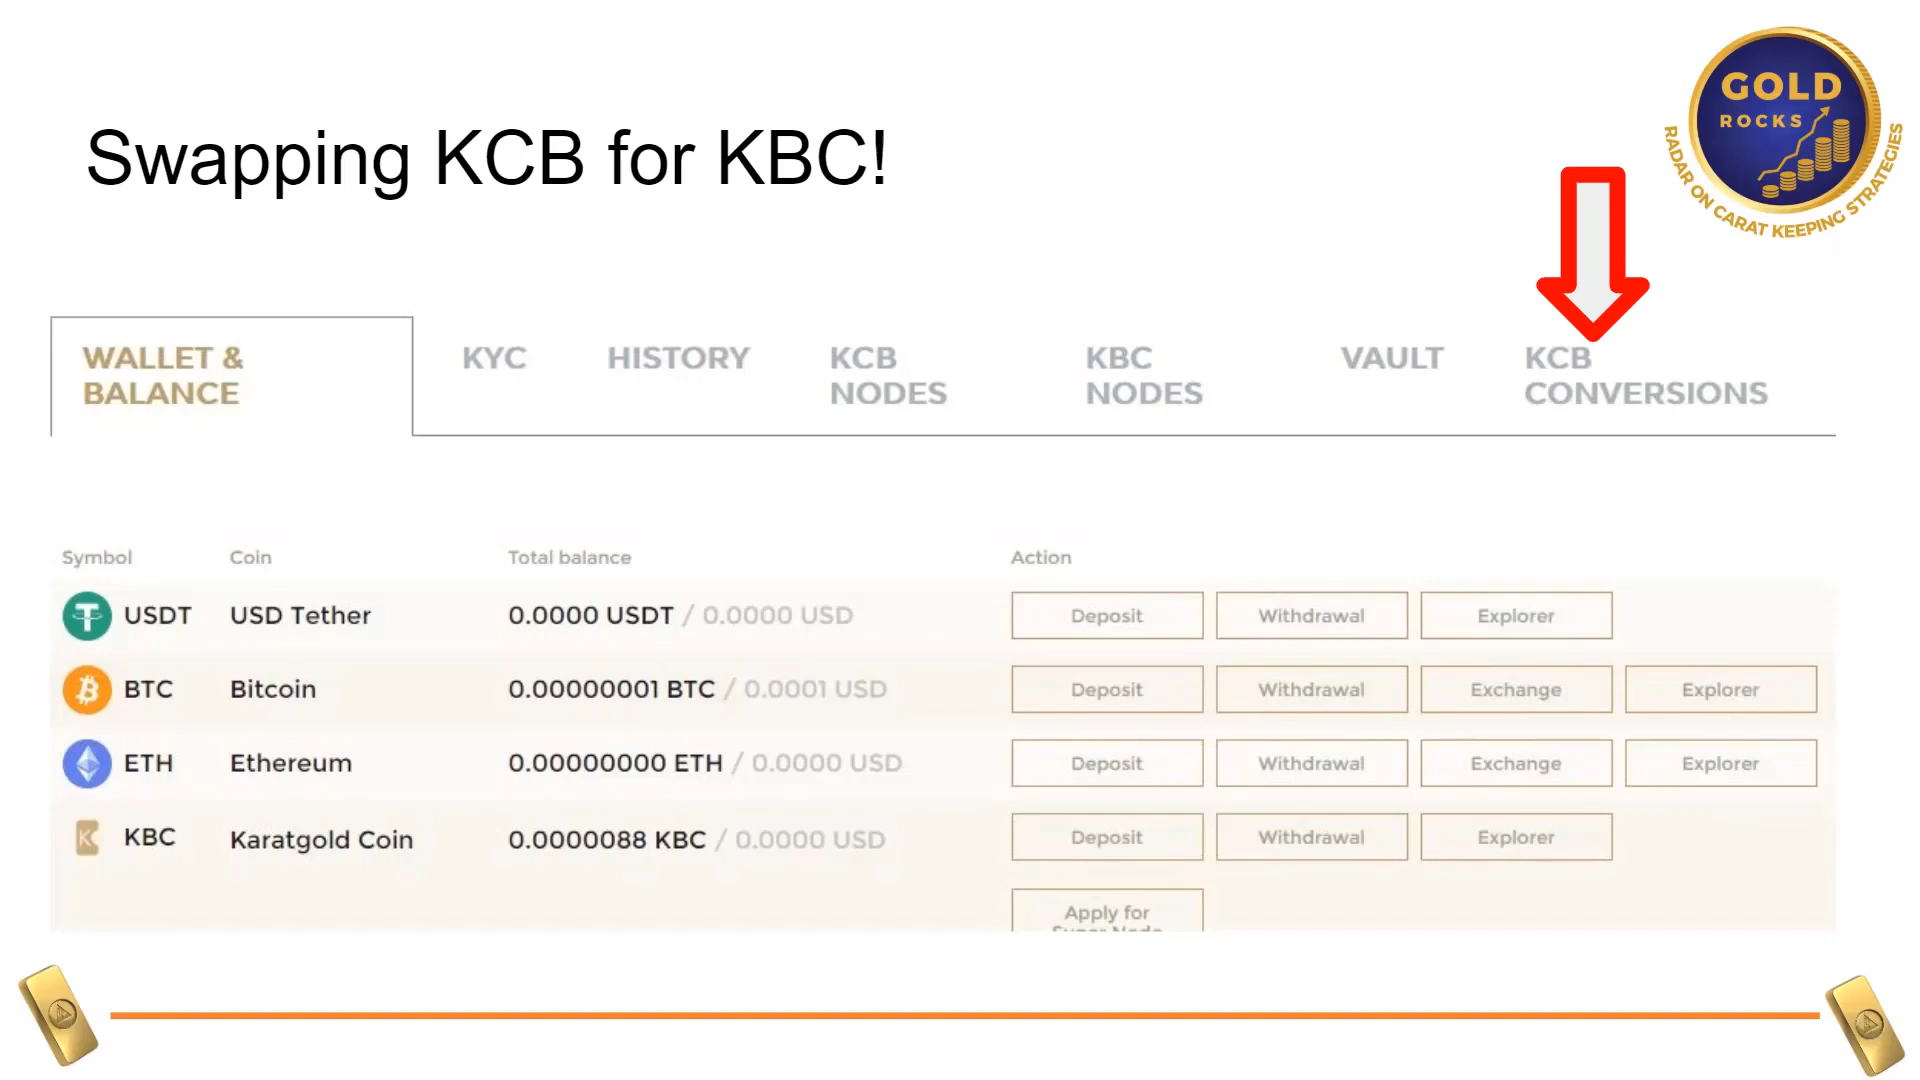 GOLD
ROCKS
RADAR ON CARAT KEEPING STRATEGIES
Swapping KCB for KBC!
WALLET &
BALANCE
KYC
HISTORY
KCB
NODES
KBC
NODES
VAULT
KCB
CONVERSIONS
Symbol Coin Total balance Action
USDT USD Tether 0.0000 USDT / 0.0000 USD Deposit Withdrawal Explorer
BTC Bitcoin 0.00000001 BTC / 0.0001 USD Deposit Withdrawal Exchange Explorer
ETH Ethereum 0.00000000 ETH / 0.0000 USD Deposit Withdrawal Exchange Explorer
KBC Karatgold Coin 0.0000088 KBC / 0.0000 USD Deposit Withdrawal Explorer
Apply for